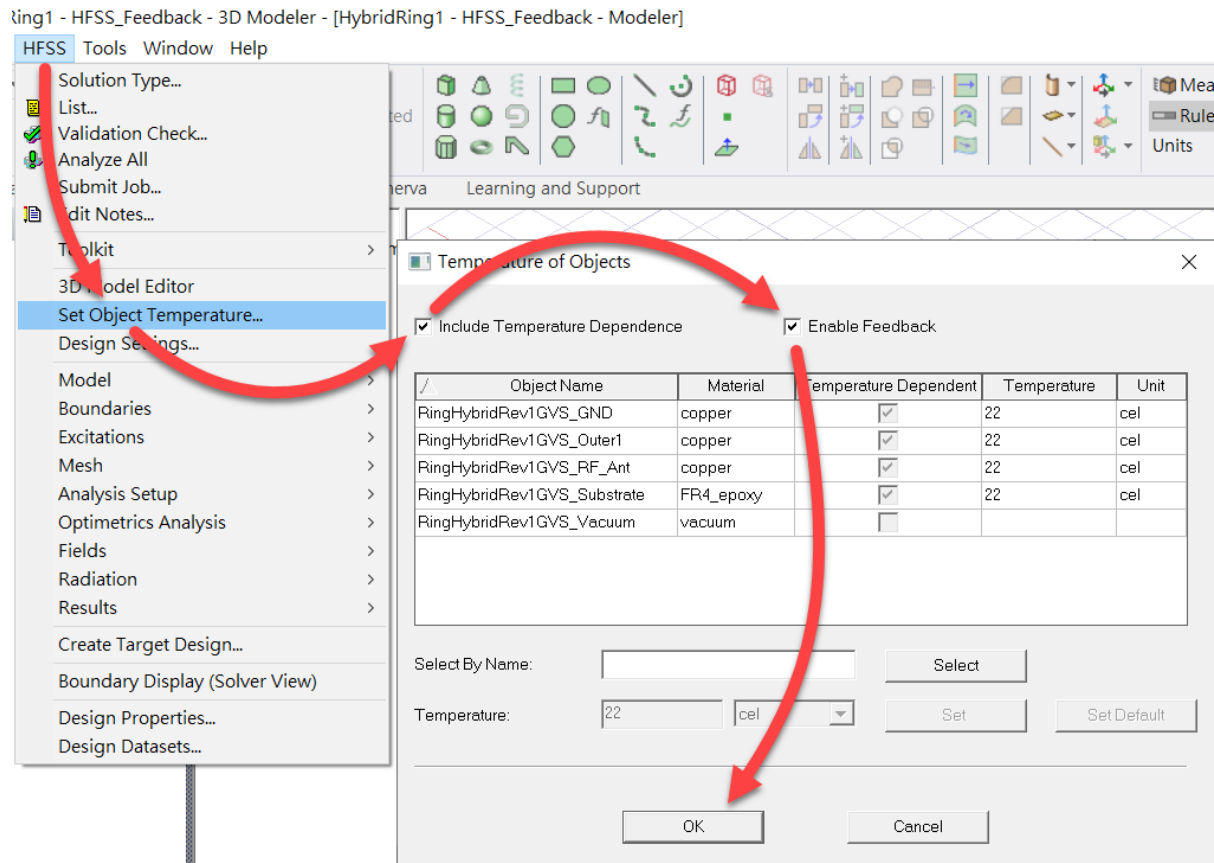 Ring1 - HFSS_Feedback - 3D Modeler - [HybridRing1 - HFSS_Feedback - Modeler]
HFSS Tools Window Help
Solution Type...
List...
Validation Check...
Analyze All
Submit Job...
Edit Notes...
Toolkit
3D Model Editor
Set Object Temperature...
Design Settings...
Model
Boundaries
Excitations
Mesh
Analysis Setup
Optimetrics Analysis
Fields
Radiation
Results
Create Target Design...
Boundary Display (Solver View)
Design Properties...
Design Datasets...
Units
Learning and Support
Temperature of Objects
Include Temperature Dependence Enable Feedback
Object Name Material Temperature Dependent Temperature Unit
RingHybridRev1GVS_GND copper 22 cel
RingHybridRev1GVS_Outer1 copper 22 cel
RingHybridRev1GVS_RF_Ant copper 22 cel
RingHybridRev1GVS_Substrate FR4_epoxy 22 cel
RingHybridRev1GVS_Vacuum vacuum
Select By Name: Select
Temperature: 22 cel Set Set Default
OK Cancel